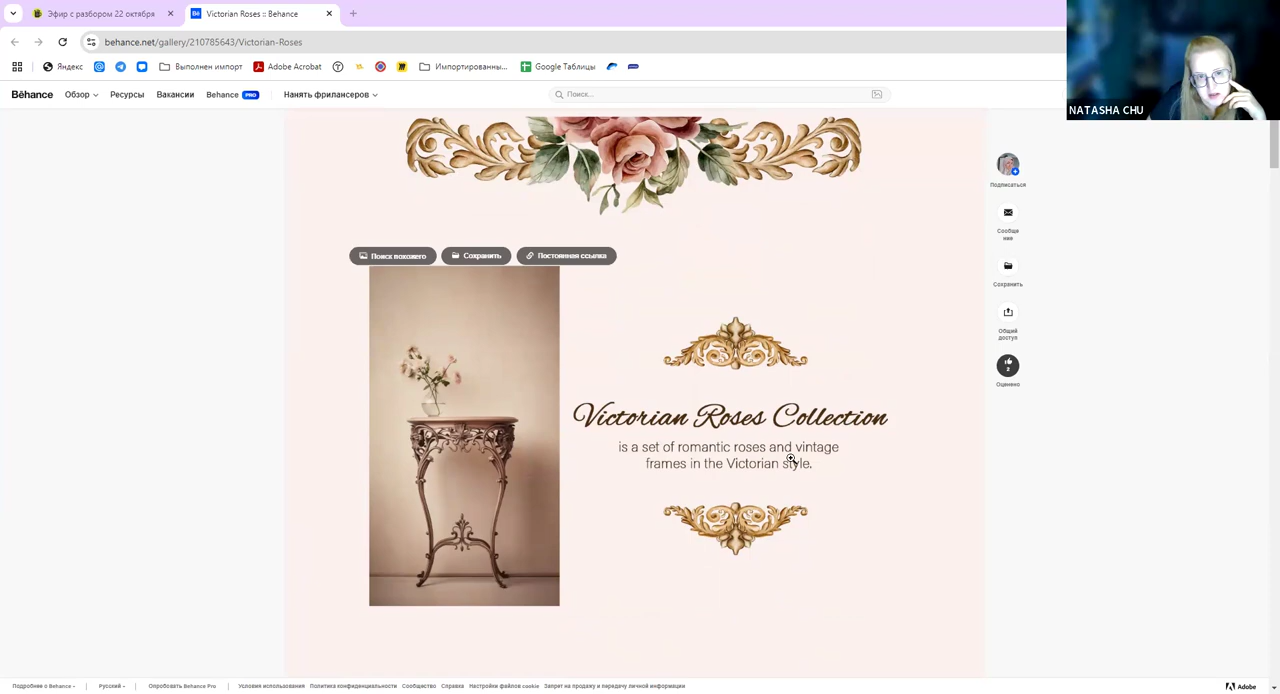 Эфир с разбором 22 октября
Victorian Roses :: Behance
behance.net/gallery/210785643/Victorian-Roses
Яндекс
Выполнен импорт
Adobe Acrobat
Импортированны...
Google Таблицы
Bēhance
Обзор
Ресурсы
Вакансии
Behance PRO
Нанять фрилансеров
Поиск...
NATASHA CHU
Подписаться
Сообще
ние
Сохранить
Общий
доступ
2
Оценено
Поиск похожего
Сохранить
Постоянная ссылка
Victorian Roses Collection
is a set of romantic roses and vintage
frames in the Victorian style.
Подробнее о Behance
Русский
Опробовать Behance Pro
Условия использования
Политика конфиденциальности
Сообщество
Справка
Настройки файлов cookie
Запрет на продажу и передачу личной информации
Adobe